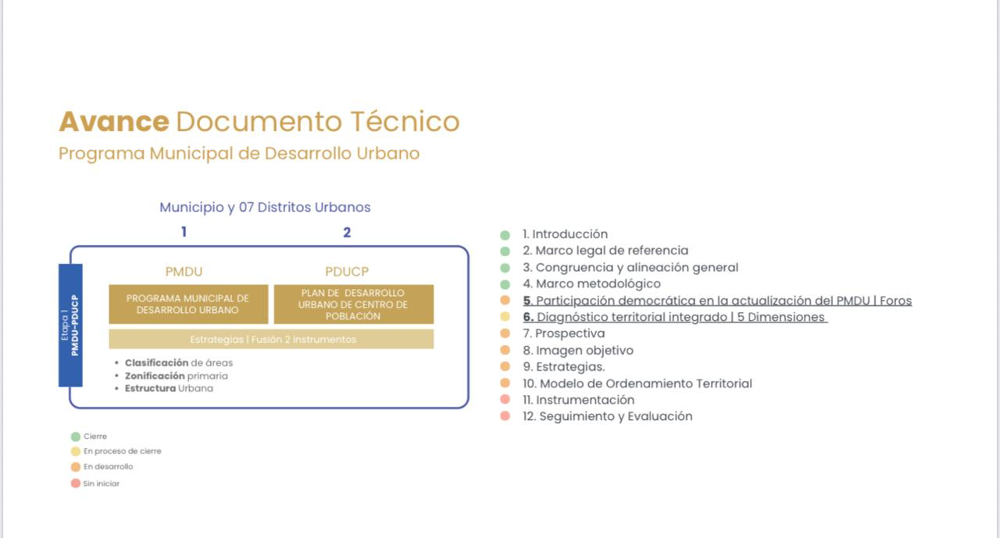 Avance Documento Técnico
Programa Municipal de Desarrollo Urbano
Municipio y 07 Distritos Urbanos
1
2
Etapa 1
PMDU-PDUCP
PMDU
PDUCP
PROGRAMA MUNICIPAL DE
DESARROLLO URBANO
PLAN DE DESARROLLO
URBANO DE CENTRO DE
POBLACIÓN
Estrategias | Fusión 2 instrumentos
• Clasificación de áreas
• Zonificación primaria
• Estructura Urbana
Cierre
En proceso de cierre
En desarrollo
Sin iniciar
1. Introducción
2. Marco legal de referencia
3. Congruencia y alineación general
4. Marco metodológico
5. Participación democrática en la actualización del PMDU | Foros
6. Diagnóstico territorial integrado | 5 Dimensiones
7. Prospectiva
8. Imagen objetivo
9. Estrategias.
10. Modelo de Ordenamiento Territorial
11. Instrumentación
12. Seguimiento y Evaluación